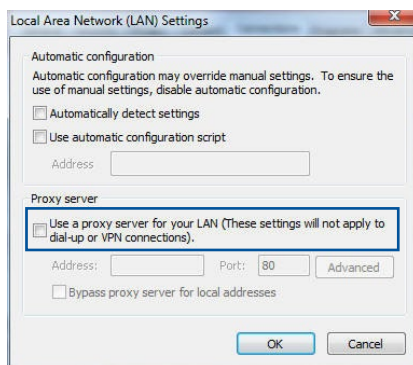 Local Area Network (LAN) Settings
Automatic configuration
Automatic configuration may override manual settings. To ensure the
use of manual settings, disable automatic configuration.
Automatically detect settings
Use automatic configuration script
Address
Proxy server
Use a proxy server for your LAN (These settings will not apply to
dial-up or VPN connections).
Address:
Port: 80
Advanced
Bypass proxy server for local addresses
OK
Cancel